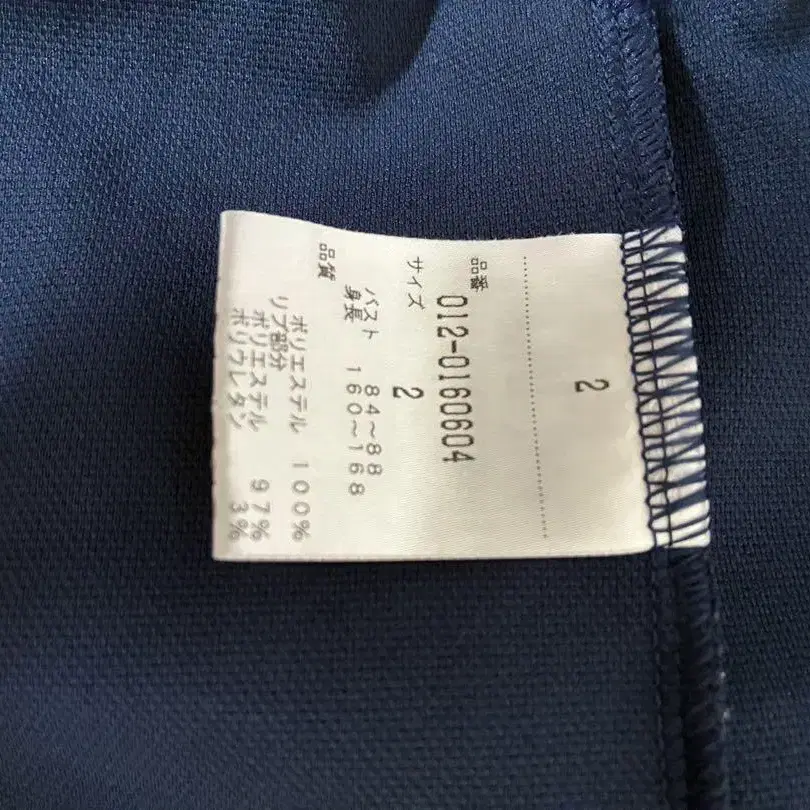 2
品番
012-0160604
サイズ
2
バスト 84～88
身長 160～168
品質
ポリエステル 100%
リブ部分
ポリエステル 97%
ポリウレタン 3%